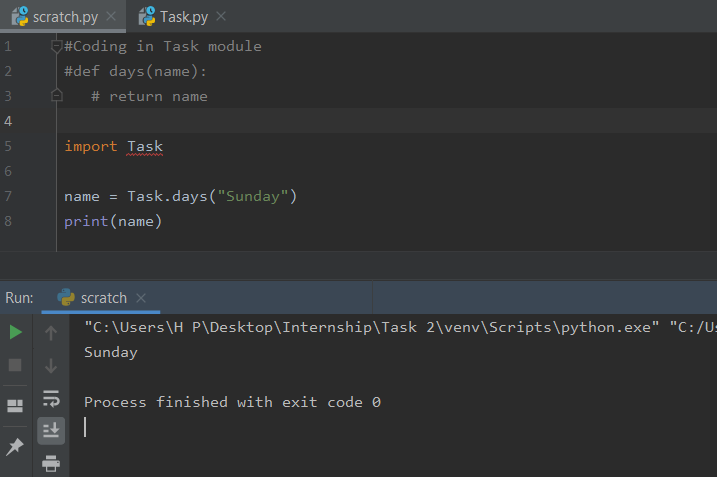 scratch.py Task.py
1 #Coding in Task module
2 #def days(name):
3 # return name
4
5 import Task
6
7 name = Task.days("Sunday")
8 print(name)
Run: scratch
"C:\Users\H P\Desktop\Internship\Task 2\venv\Scripts\python.exe" "C:/Us
Sunday
Process finished with exit code 0